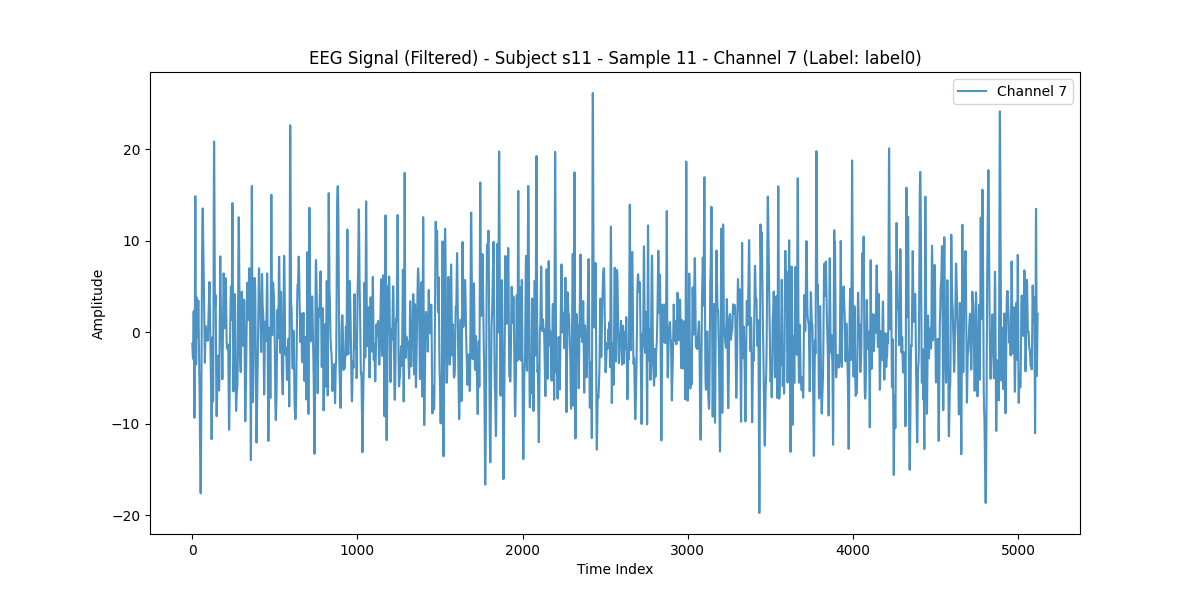 EEG Signal (Filtered) - Subject s11 - Sample 11 - Channel 7 (Label: label0)
Channel 7
20
10
0
−10
−20
Amplitude
0 1000 2000 3000 4000 5000
Time Index